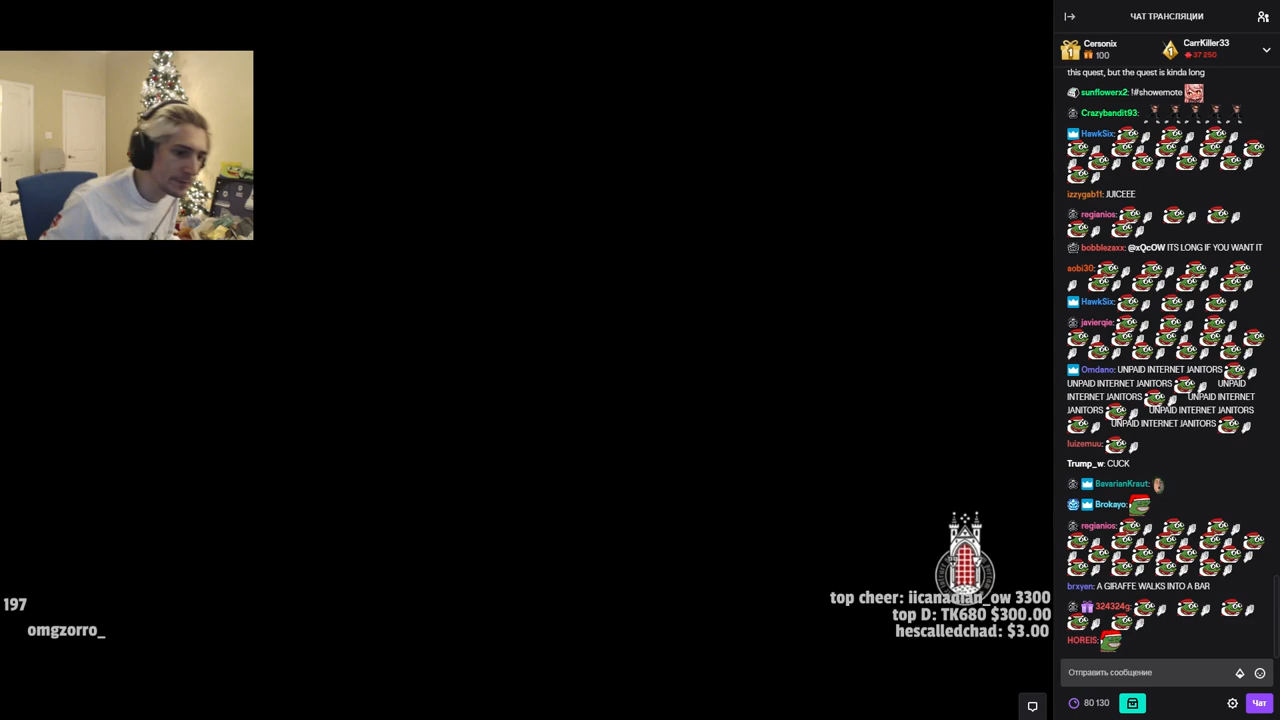 ЧАТ ТРАНСЛЯЦИИ
Cersonix
100
CarrKiller33
37 250
this quest, but the quest is kinda long
sunflowerx2: !#showemote
Crazybandit93:
HawkSix:
izzygab11: JUICEEE
regianios:
bobblezaxx: @xQcOW ITS LONG IF YOU WANT IT
aobi30:
HawkSix:
javierqie:
Omdano: UNPAID INTERNET JANITORS
UNPAID INTERNET JANITORS UNPAID
INTERNET JANITORS UNPAID INTERNET
JANITORS UNPAID INTERNET JANITORS
UNPAID INTERNET JANITORS
luizemuu:
Trump_w: CUCK
BavarianKraut:
Brokayo:
regianios:
brxyen: A GIRAFFE WALKS INTO A BAR
324324g:
HOREIS:
197
omgzorro_
top cheer: iicanadian_ow 3300
top D: TK680 $300.00
hescalledchad: $3.00
Отправить сообщение
80 130
Чат